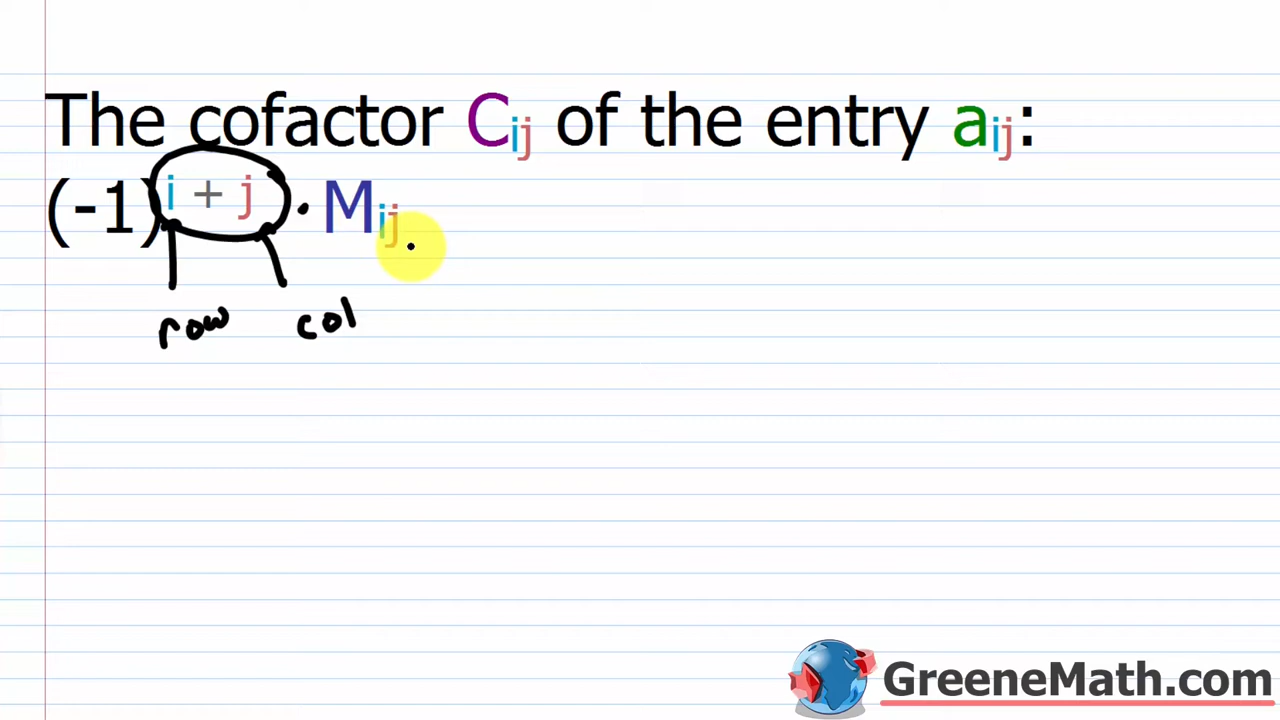 The cofactor Cij of the entry aij:
(-1)i + j · Mij
row col
GreeneMath.com